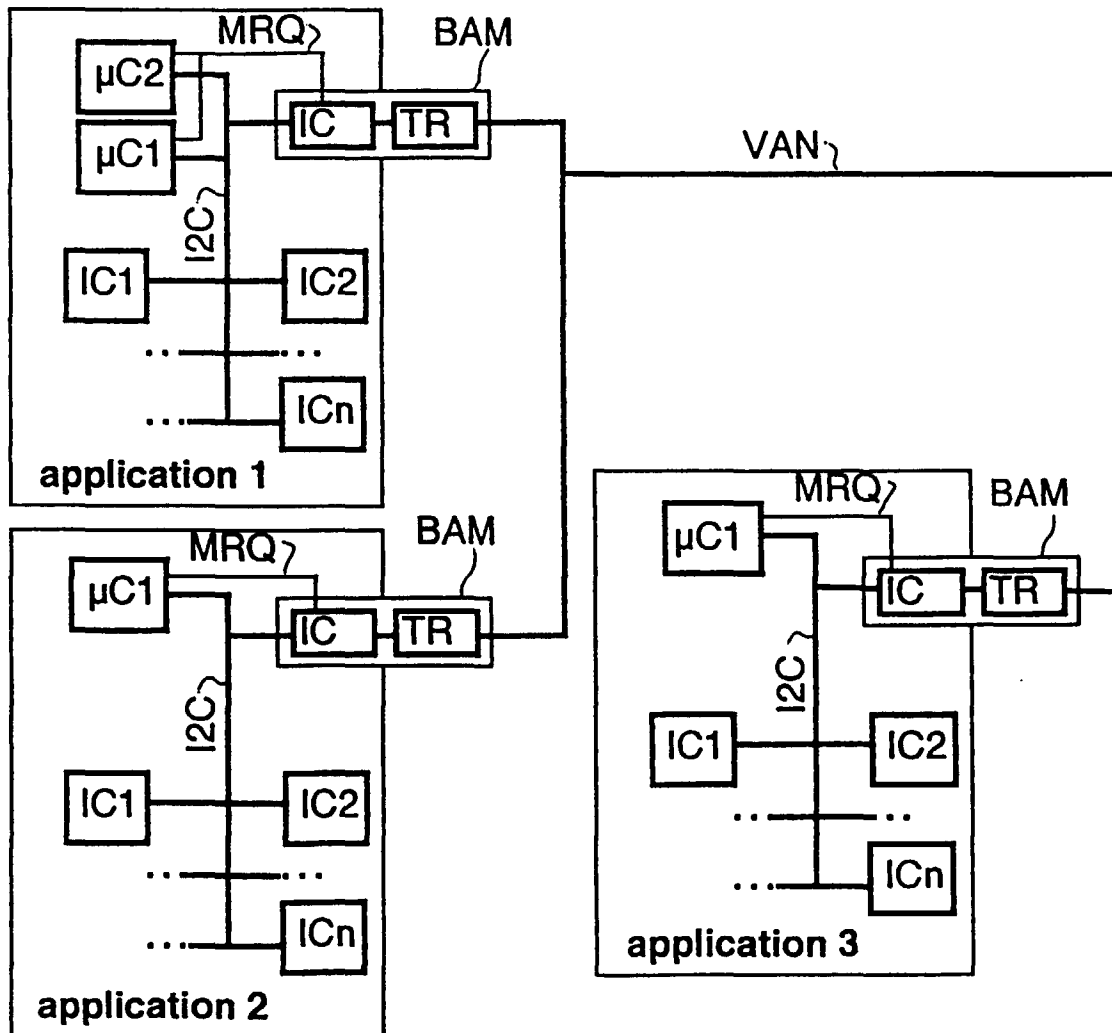 MRQ
BAM
µC2
IC
TR
µC1
VAN
I2C
IC1
IC2
... ...
... ICn
application 1
MRQ
BAM
µC1
IC
TR
I2C
IC1
IC2
... ...
... ICn
application 2
MRQ
BAM
µC1
IC
TR
I2C
IC1
IC2
... ...
... ICn
application 3